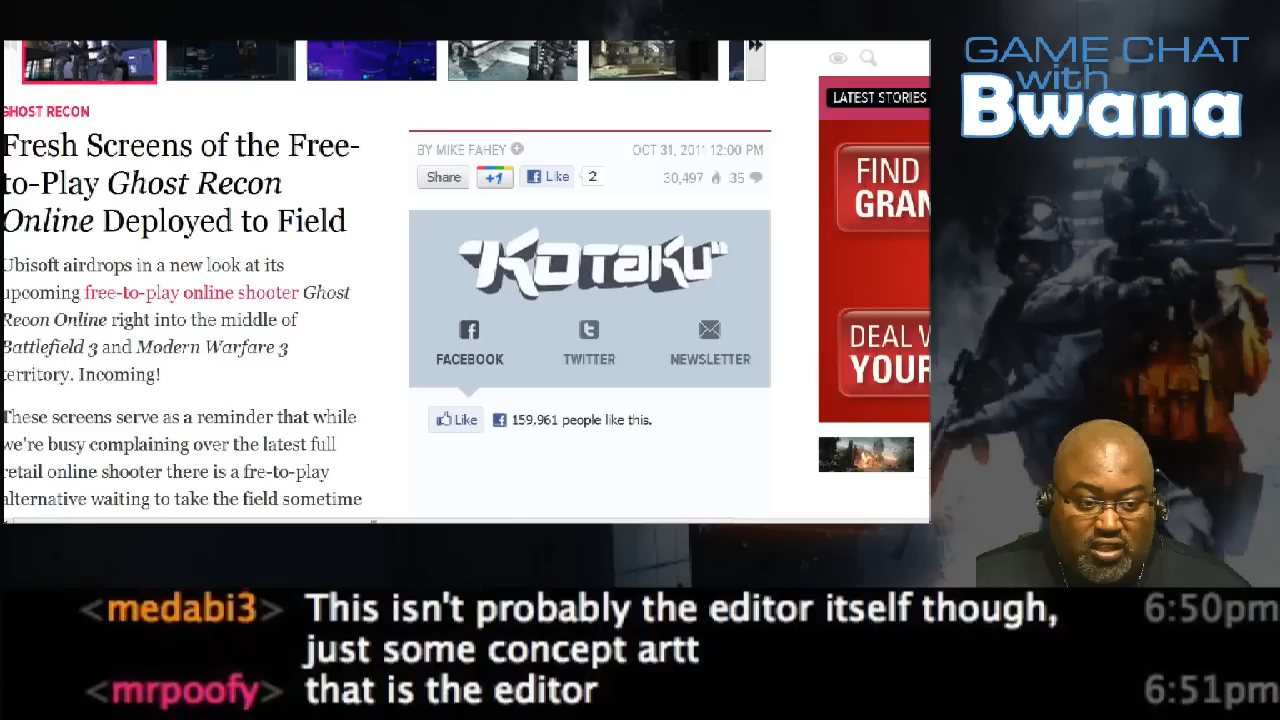 GAME CHAT
with
Bwana
GHOST RECON
Fresh Screens of the Free-
to-Play Ghost Recon
Online Deployed to Field
Ubisoft airdrops in a new look at its
upcoming free-to-play online shooter Ghost
Recon Online right into the middle of
Battlefield 3 and Modern Warfare 3
territory. Incoming!
These screens serve as a reminder that while
we're busy complaining over the latest full
retail online shooter there is a fre-to-play
alternative waiting to take the field sometime
BY MIKE FAHEY
OCT 31, 2011 12:00 PM
Share
+1
Like
2
30,497
35
"KOTAKU"
FACEBOOK
TWITTER
NEWSLETTER
Like
159,961 people like this.
LATEST STORIES
FIND
GRAN
DEAL
YOUR
<medabi3> This isn't probably the editor itself though, 6:50pm
just some concept artt
<mrpoofy> that is the editor 6:51pm